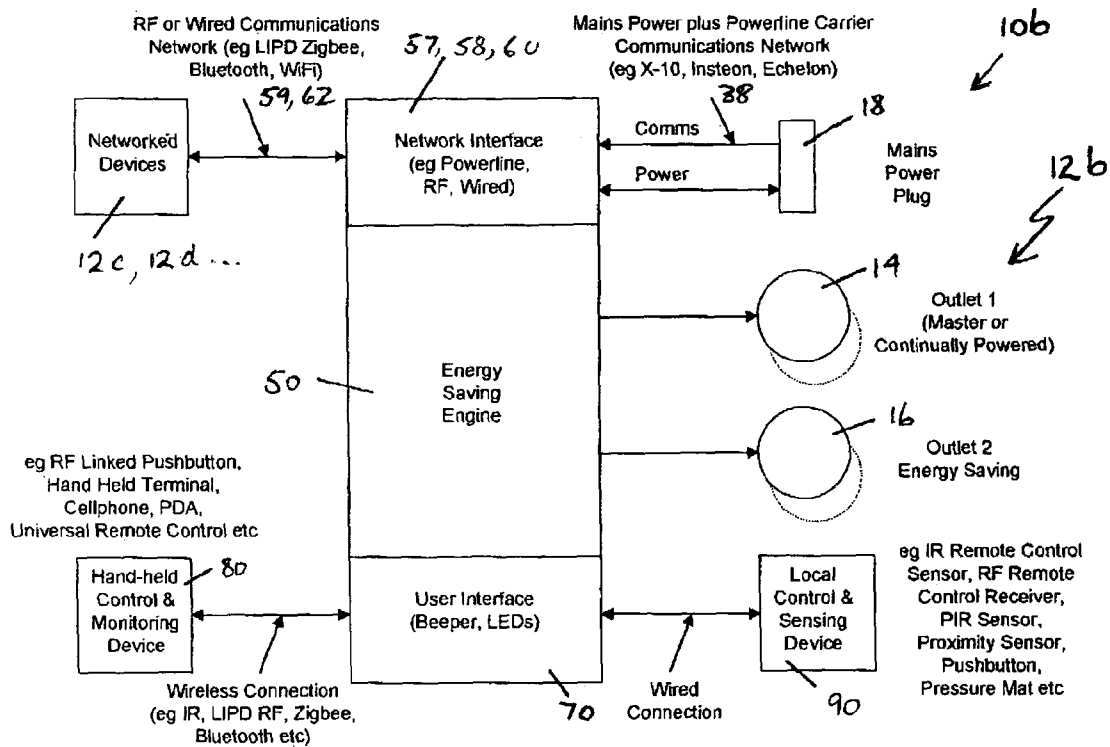 RF or Wired Communications
Network (eg LIPD Zigbee,
Bluetooth, WiFi)
59, 62
57, 58, 60
Mains Power plus Powerline Carrier
Communications Network
(eg X-10, Insteon, Echelon)
38
10b
Networked
Devices
12c, 12d ...
Network Interface
(eg Powerline,
RF, Wired)
Comms
Power
18
Mains
Power
Plug
12b
14
Outlet 1
(Master or
Continually Powered)
50
Energy
Saving
Engine
16
Outlet 2
Energy Saving
eg RF Linked Pushbutton,
Hand Held Terminal,
Cellphone, PDA,
Universal Remote Control etc
Hand-held
Control &
Monitoring
Device
80
User Interface
(Beeper, LEDs)
Local
Control &
Sensing
Device
eg IR Remote Control
Sensor, RF Remote
Control Receiver,
PIR Sensor,
Proximity Sensor,
Pushbutton,
Pressure Mat etc
Wireless Connection
(eg IR, LIPD RF, Zigbee,
Bluetooth etc)
70
Wired
Connection
90